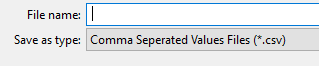 File name:
Save as type: Comma Seperated Values Files (*.csv)